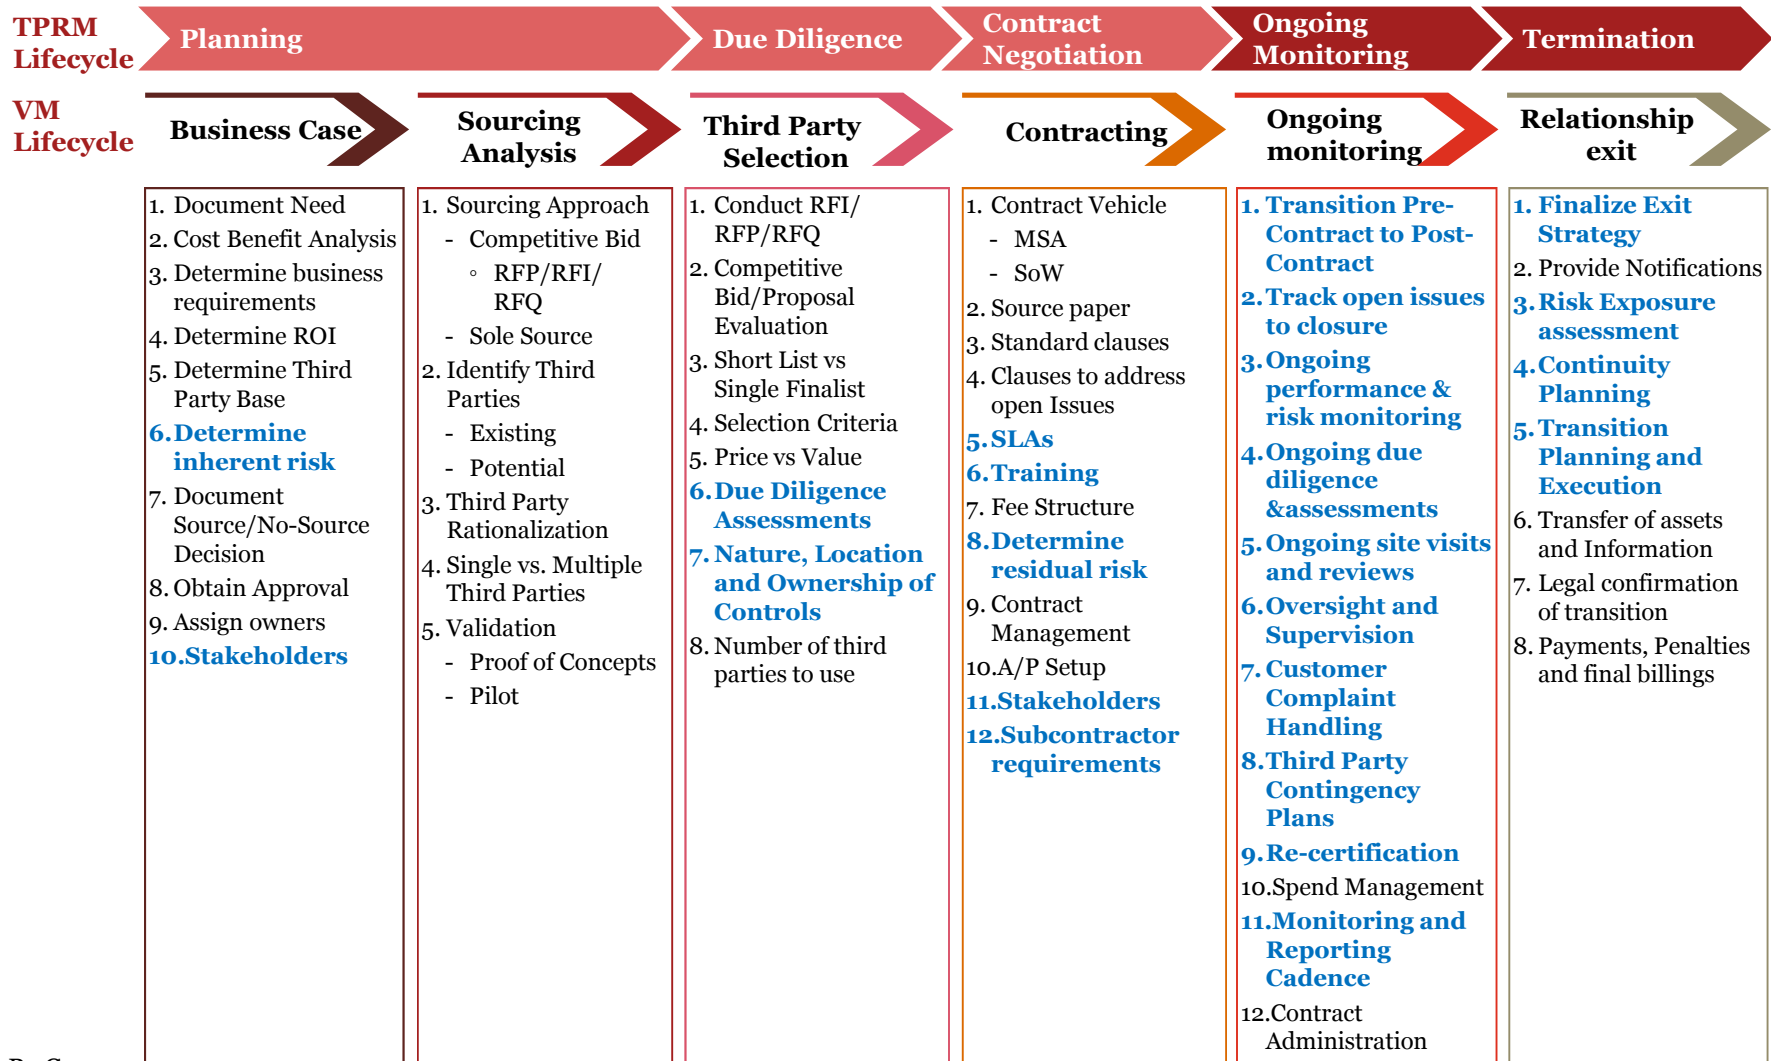 TPRM
Lifecycle
Planning
Due Diligence
Contract
Negotiation
Ongoing
Monitoring
Termination
VM
Lifecycle
Business Case
Sourcing
Analysis
Third Party
Selection
Contracting
Ongoing
monitoring
Relationship
exit
1. Document Need
2. Cost Benefit Analysis
3. Determine business
requirements
4. Determine ROI
5. Determine Third
Party Base
6. Determine
inherent risk
7. Document
Source/No-Source
Decision
8. Obtain Approval
9. Assign owners
10.Stakeholders
1. Sourcing Approach
- Competitive Bid
◦ RFP/RFI/
RFQ
- Sole Source
2. Identify Third
Parties
- Existing
- Potential
3. Third Party
Rationalization
4. Single vs. Multiple
Third Parties
5. Validation
- Proof of Concepts
- Pilot
1. Conduct RFI/
RFP/RFQ
2. Competitive
Bid/Proposal
Evaluation
3. Short List vs
Single Finalist
4. Selection Criteria
5. Price vs Value
6. Due Diligence
Assessments
7. Nature, Location
and Ownership of
Controls
8. Number of third
parties to use
1. Contract Vehicle
- MSA
- SoW
2. Source paper
3. Standard clauses
4. Clauses to address
open Issues
5. SLAs
6. Training
7. Fee Structure
8. Determine
residual risk
9. Contract
Management
10.A/P Setup
11.Stakeholders
12.Subcontractor
requirements
1. Transition Pre-
Contract to Post-
Contract
2. Track open issues
to closure
3. Ongoing
performance &
risk monitoring
4. Ongoing due
diligence
&assessments
5. Ongoing site visits
and reviews
6. Oversight and
Supervision
7. Customer
Complaint
Handling
8. Third Party
Contingency
Plans
9. Re-certification
10.Spend Management
11.Monitoring and
Reporting
Cadence
12.Contract
Administration
1. Finalize Exit
Strategy
2. Provide Notifications
3. Risk Exposure
assessment
4. Continuity
Planning
5. Transition
Planning and
Execution
6. Transfer of assets
and Information
7. Legal confirmation
of transition
8. Payments, Penalties
and final billings